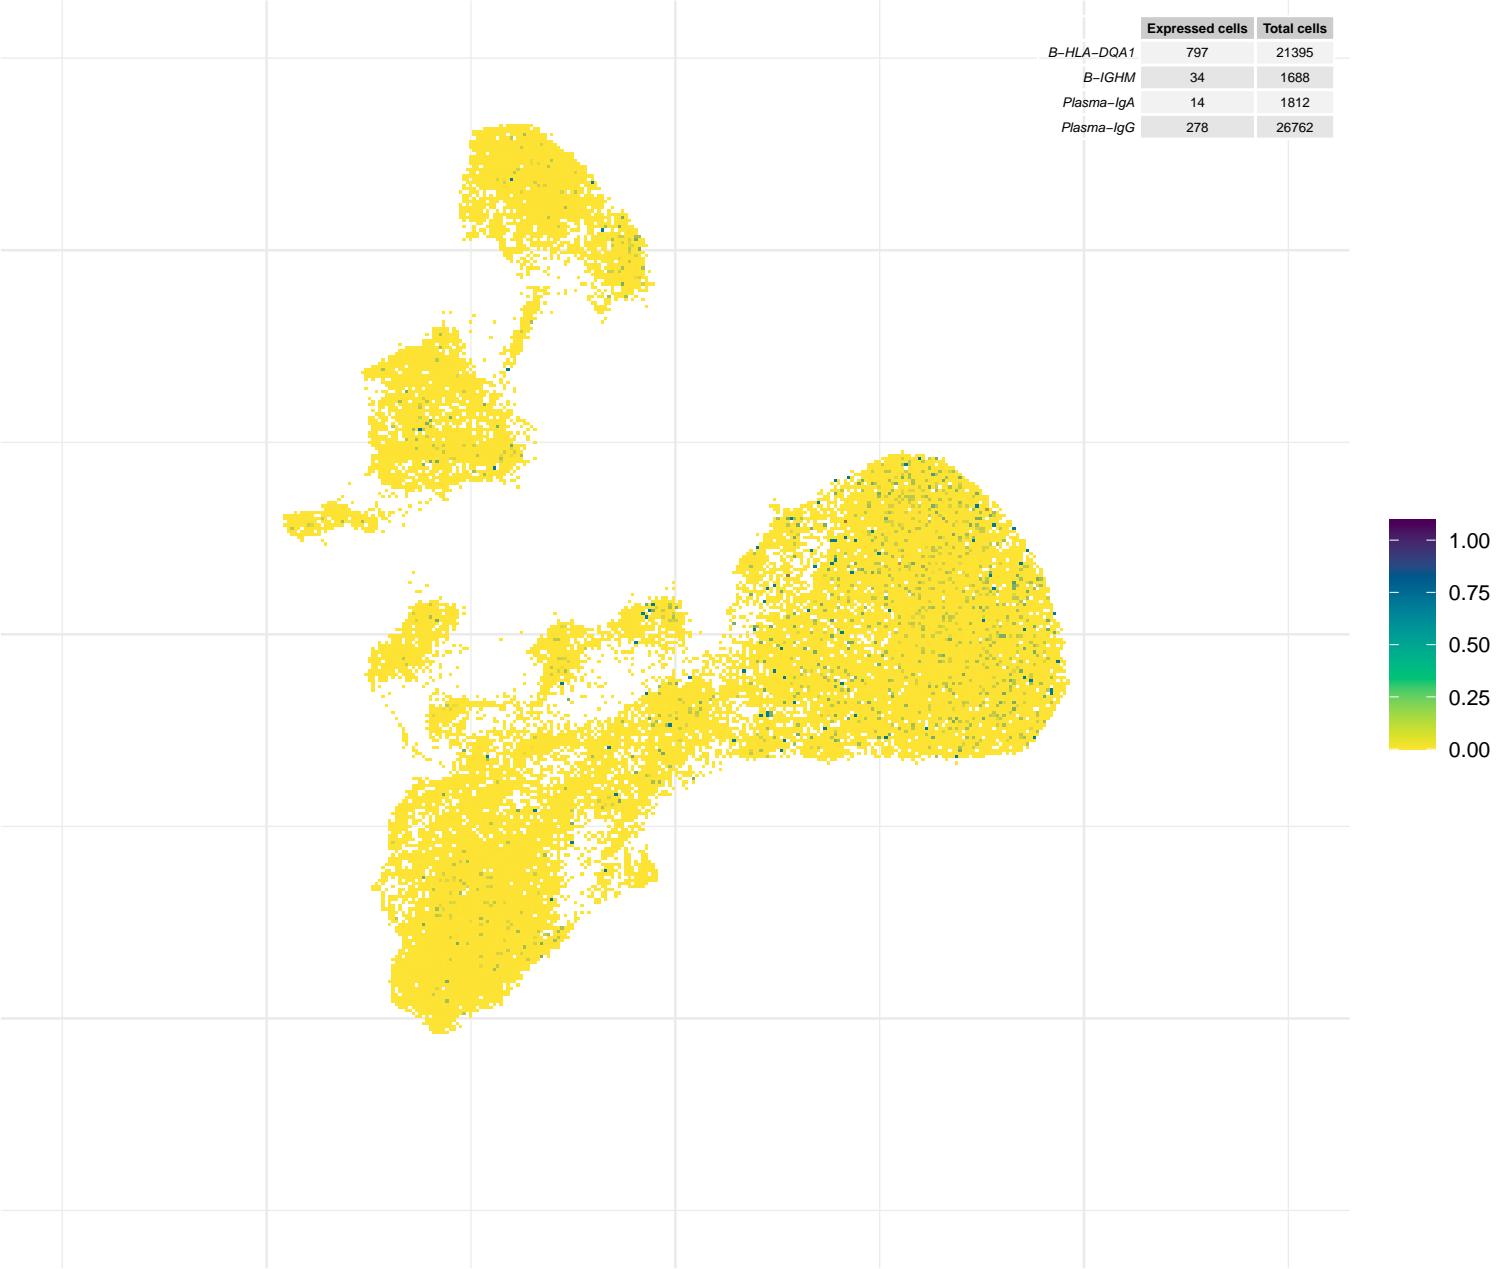 Expressed cells Total cells
B−HLA−DQA1 797 21395
B−IGHM 34 1688
Plasma−IgA 14 1812
Plasma−IgG 278 26762
1.00
0.75
0.50
0.25
0.00